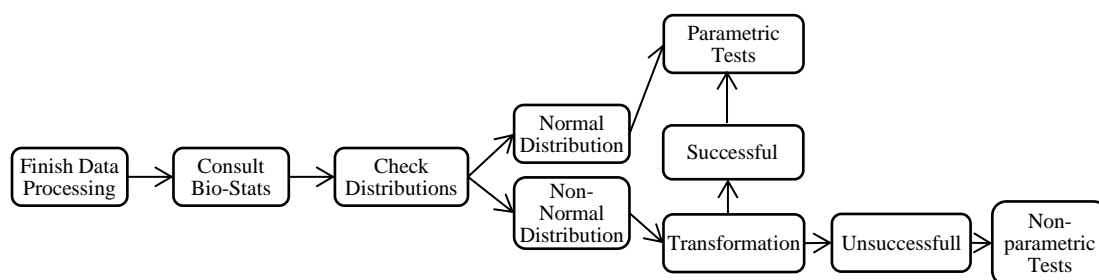 Finish Data
Processing
Consult
Bio-Stats
Check
Distributions
Normal
Distribution
Non-
Normal
Distribution
Parametric
Tests
Successful
Transformation
Unsuccessfull
Non-
parametric
Tests